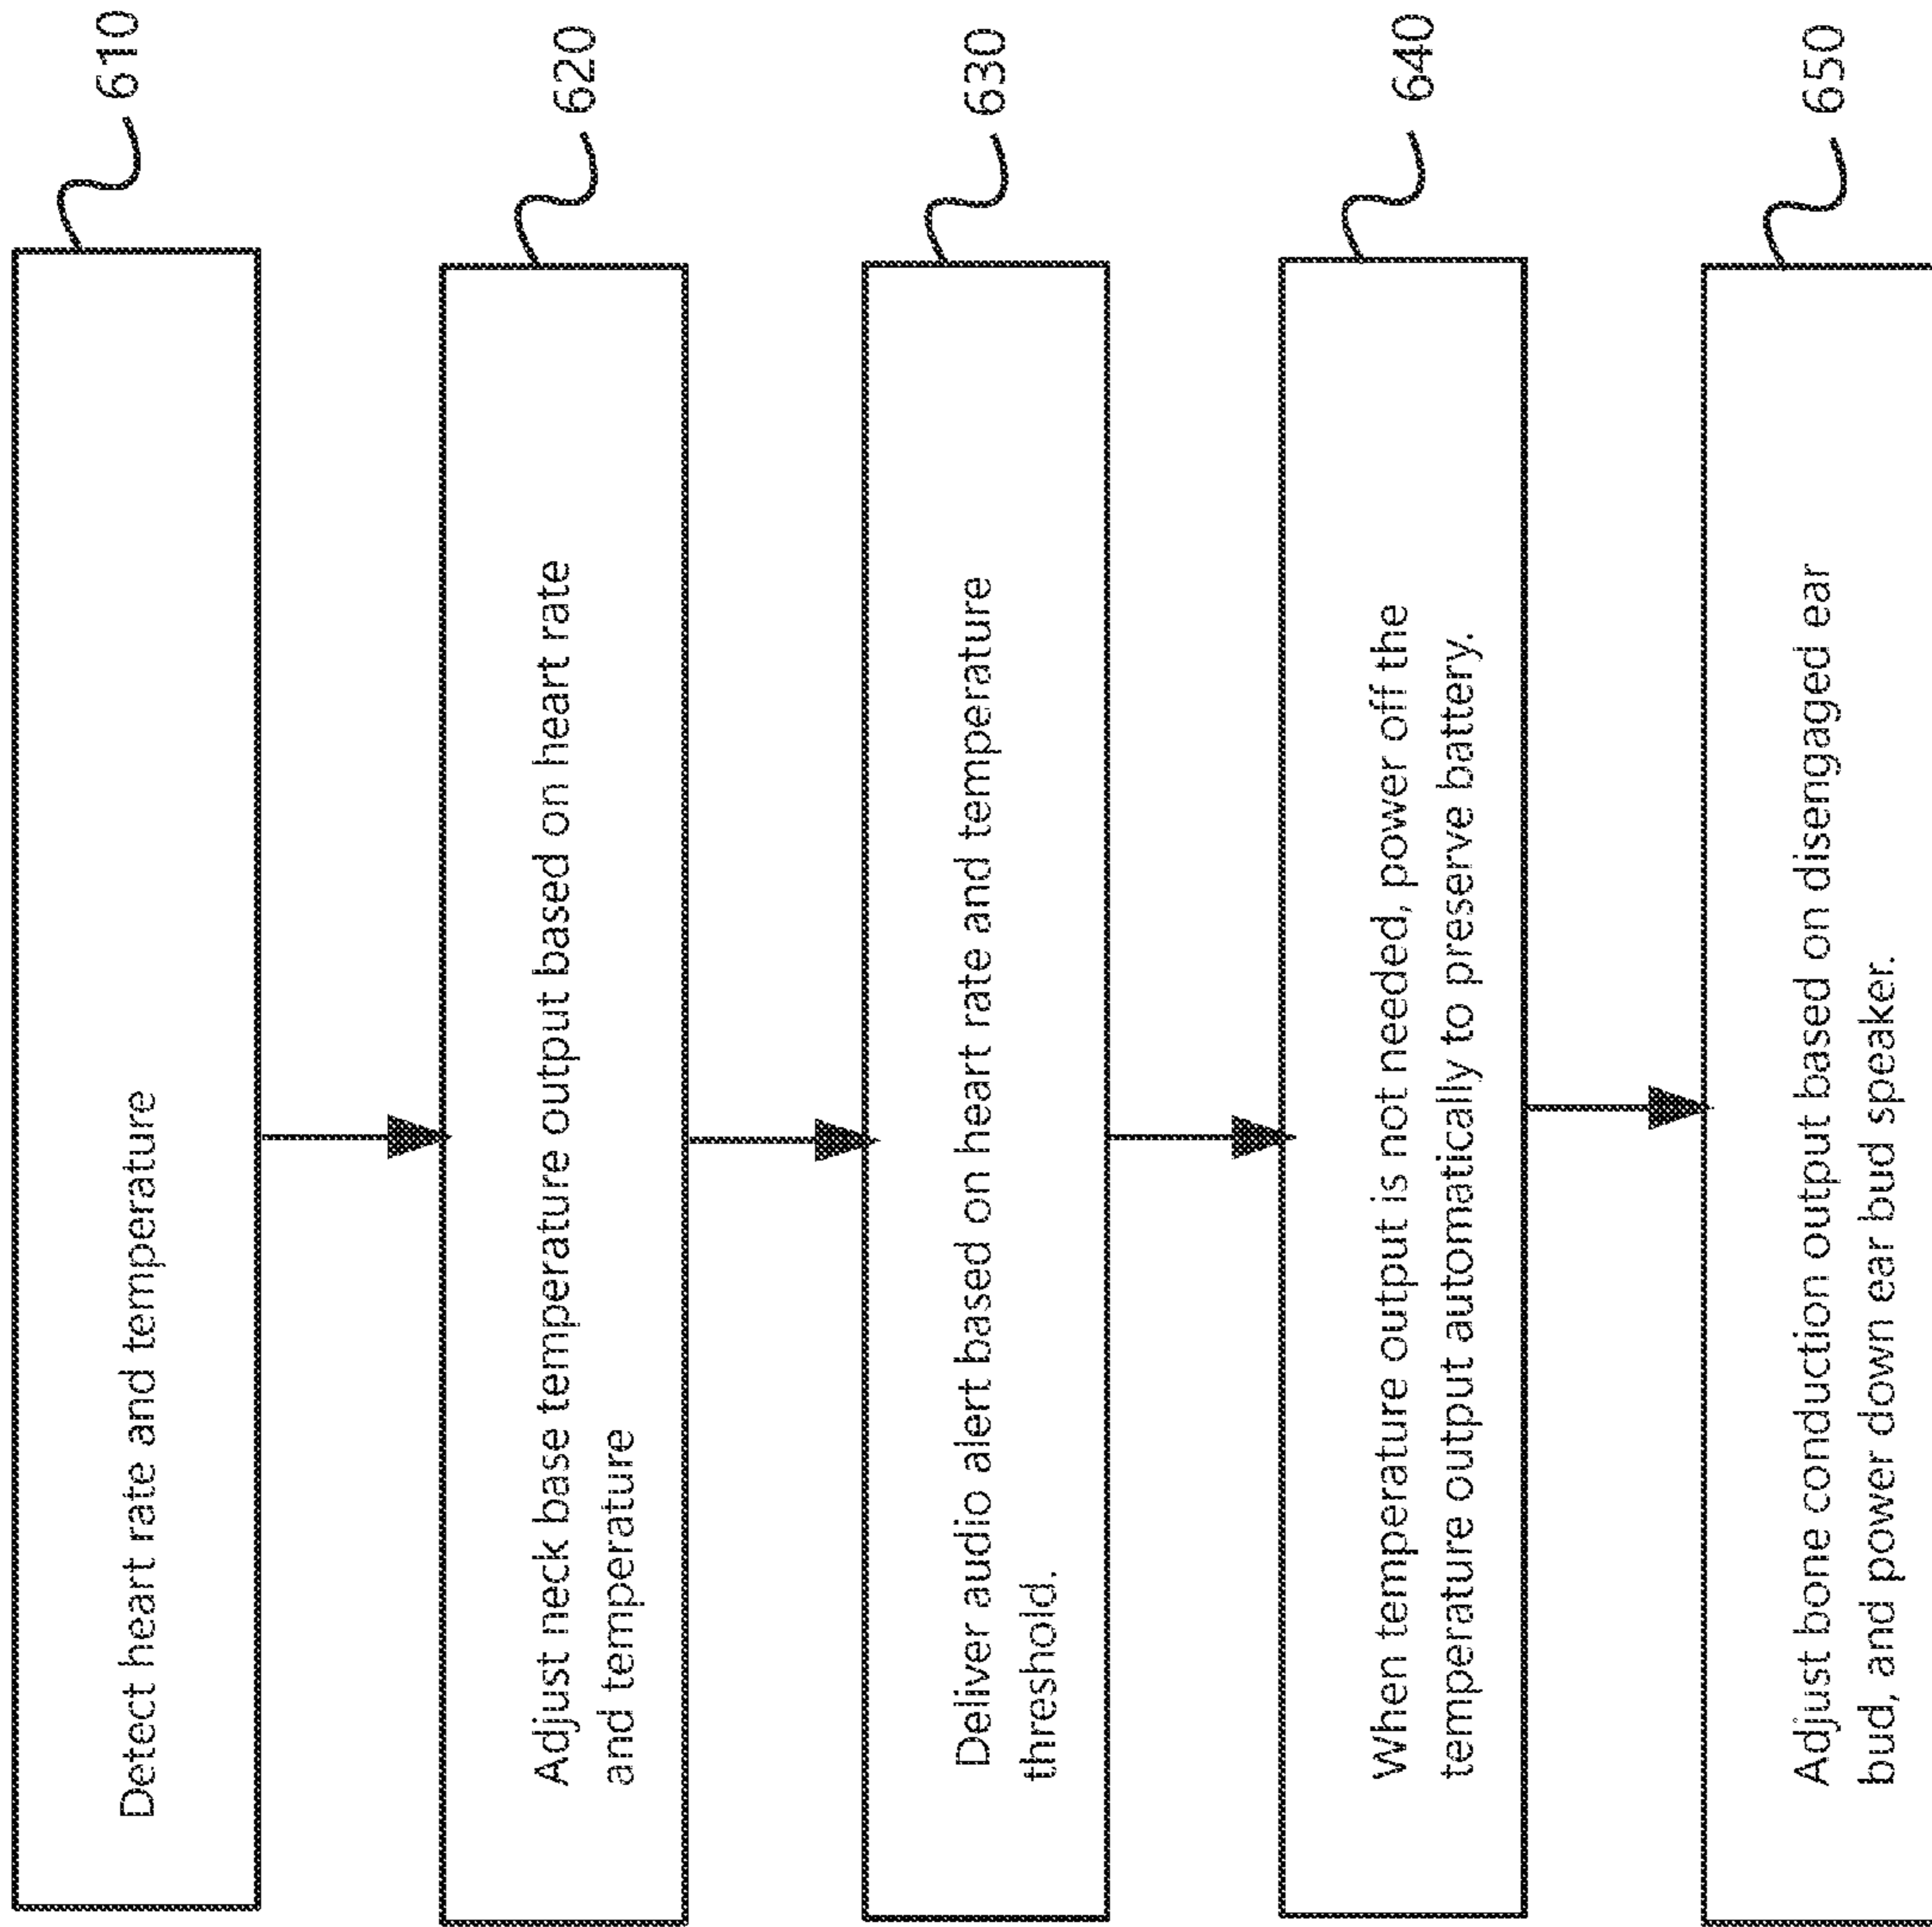 Detect heart rate and temperature
610
Adjust neck base temperature output based on heart rate
and temperature
620
Deliver audio alert based on heart rate and temperature
threshold.
630
When temperature output is not needed, power off the
temperature output automatically to preserve battery.
640
Adjust bone conduction output based on disengaged ear
bud, and power down ear bud speaker.
650